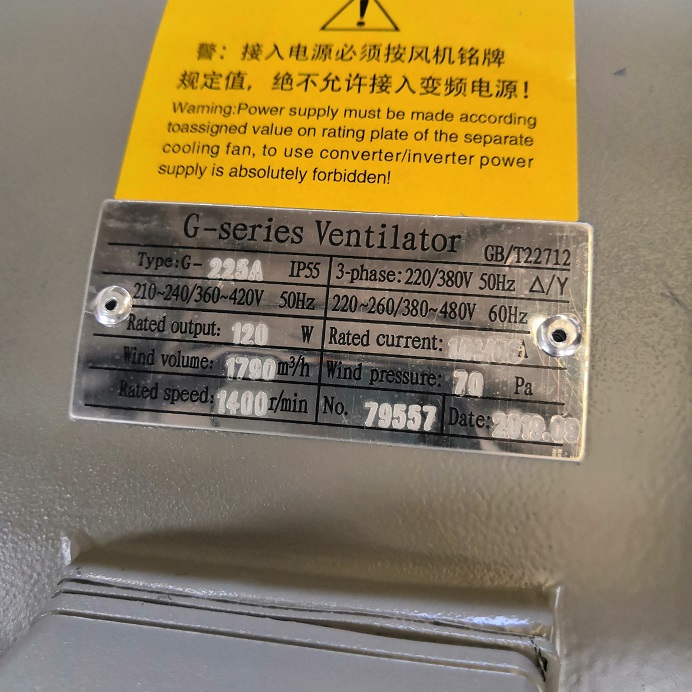 警：接入电源必须按风机铭牌
规定值，绝不允许接入变频电源！
Warning:Power supply must be made according
toassigned value on rating plate of the separate
cooling fan, to use converter/inverter power
supply is absolutely forbidden!
G-series Ventilator GB/T22712
Type:G- 225A IP55 3-phase: 220/380V 50Hz △/Y
210~240/360~420V 50Hz 220~260/380~480V 60Hz
Rated output: 120 W Rated current: A
Wind volume: 1790 m³/h Wind pressure: 70 Pa
Rated speed: 1400 r/min No. 79557 Date: 2018.09